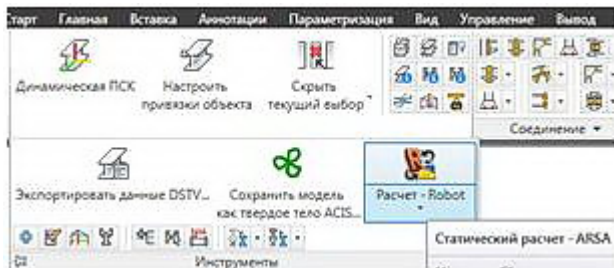 Старт Главная Вставка Аннотации Параметризация Вид Управление Вывод
Динамическая ПСК
Настроить
привязки объекта
Скрыть
текущий выбор
Соединение
Экспортировать данные DSTV...
Сохранить модель
как твердое тело ACIS...
Расчет - Robot
Статический расчет - ARSA
Инструменты